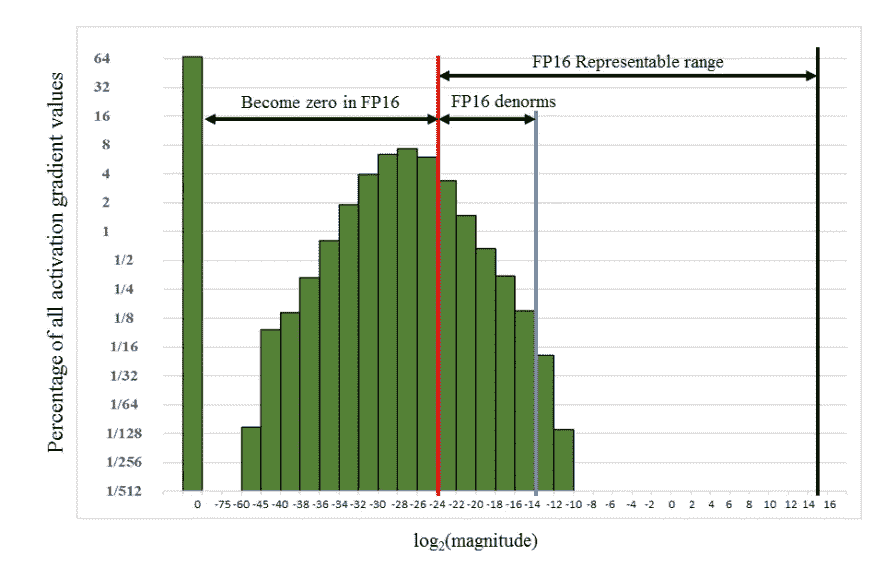 FP16 Representable range
Become zero in FP16
FP16 denorms
Percentage of all activation gradient values
64
32
16
8
4
2
1
1/2
1/4
1/8
1/16
1/32
1/64
1/128
1/256
1/512
0 -75 -60 -45 -40 -38 -36 -34 -32 -30 -28 -26 -24 -22 -20 -18 -16 -14 -12 -10 -8 -6 -4 -2 0 2 4 6 8 10 12 14 16
log₂(magnitude)